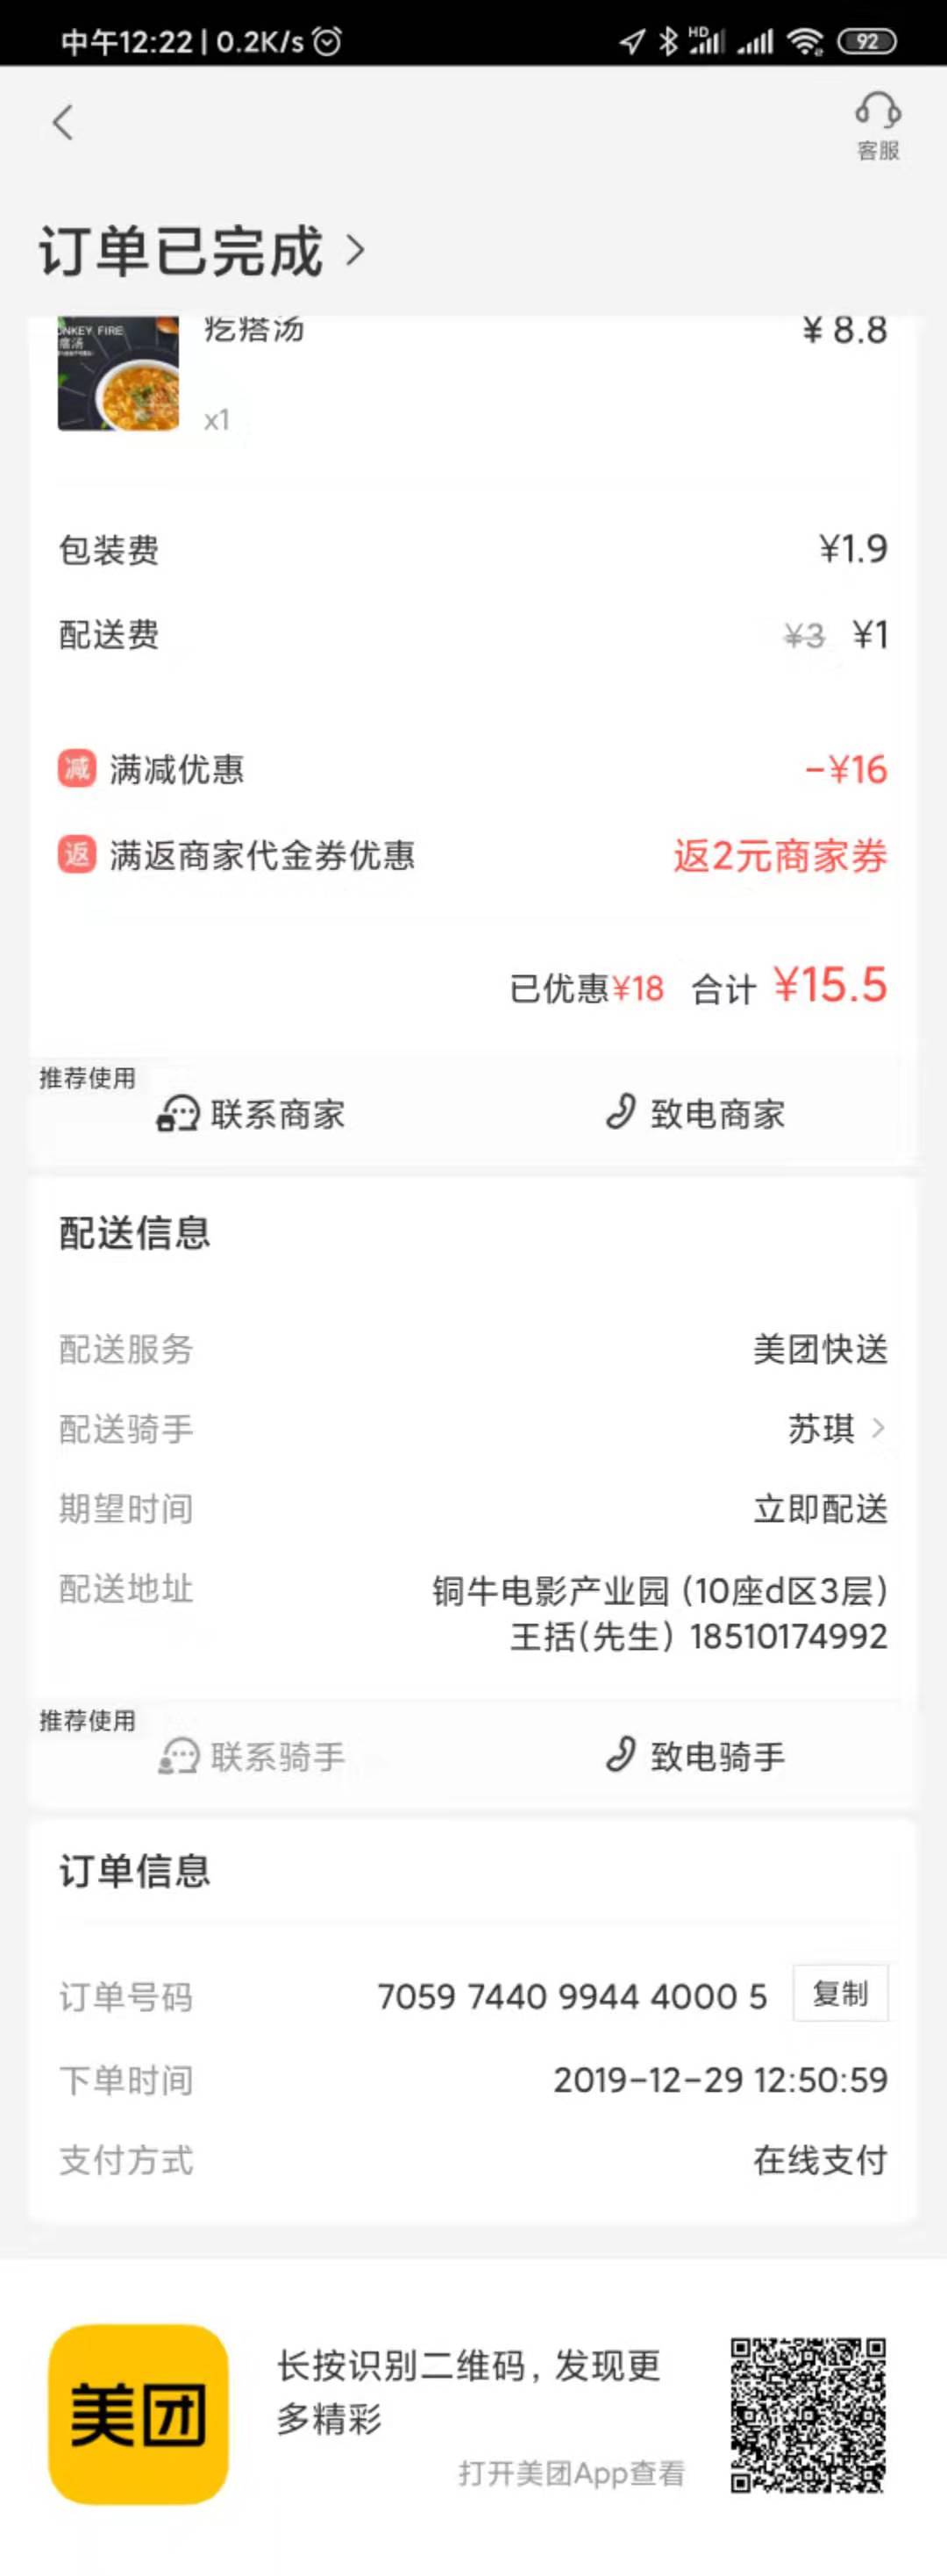 中午12:22 | 0.2K/s
HD
92
客服
订单已完成
ONKEY FIRE
疙瘩汤
¥8.8
x1
包装费 ¥1.9
配送费 ¥3 ¥1
减 满减优惠 -¥16
返 满返商家代金券优惠 返2元商家券
已优惠¥18 合计 ¥15.5
推荐使用
联系商家 致电商家
配送信息
配送服务 美团快送
配送骑手 苏琪
期望时间 立即配送
配送地址 铜牛电影产业园 (10座d区3层)
王括(先生) 18510174992
推荐使用
联系骑手 致电骑手
订单信息
订单号码 7059 7440 9944 4000 5 复制
下单时间 2019-12-29 12:50:59
支付方式 在线支付
美团
长按识别二维码，发现更
多精彩
打开美团App查看